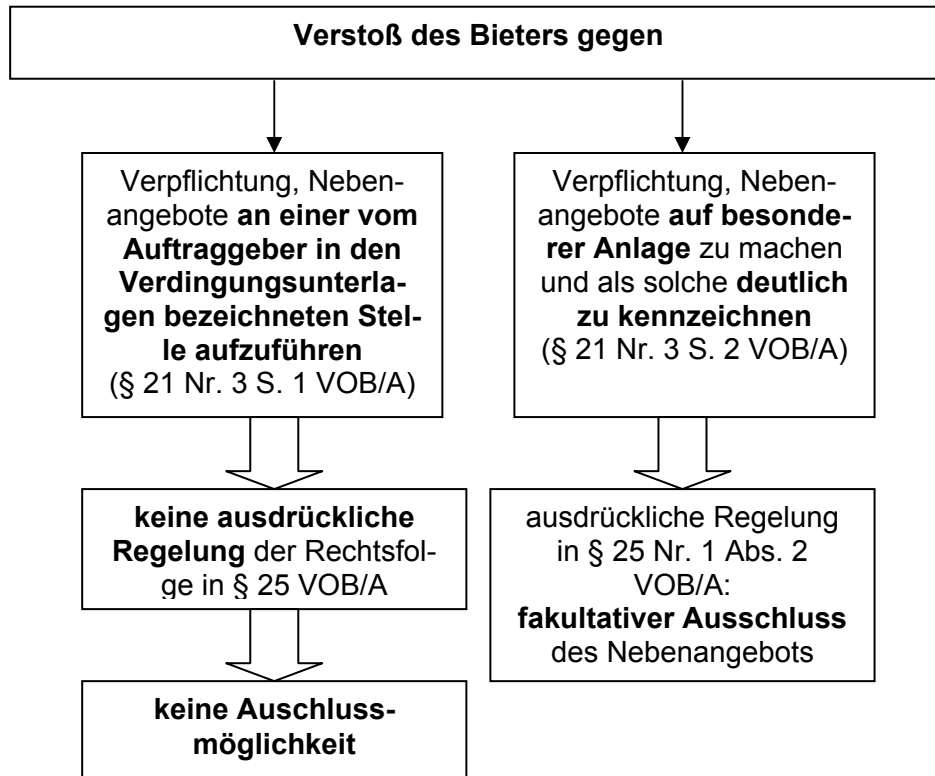 Verstoß des Bieters gegen
Verpflichtung, Neben-
angebote an einer vom
Auftraggeber in den
Verdingungsunterla-
gen bezeichneten Stel-
le aufzuführen
(§ 21 Nr. 3 S. 1 VOB/A)
Verpflichtung, Neben-
angebote auf besonde-
rer Anlage zu machen
und als solche deutlich
zu kennzeichnen
(§ 21 Nr. 3 S. 2 VOB/A)
keine ausdrückliche
Regelung der Rechtsfol-
ge in § 25 VOB/A
ausdrückliche Regelung
in § 25 Nr. 1 Abs. 2
VOB/A:
fakultativer Ausschluss
des Nebenangebots
keine Auschluss-
möglichkeit